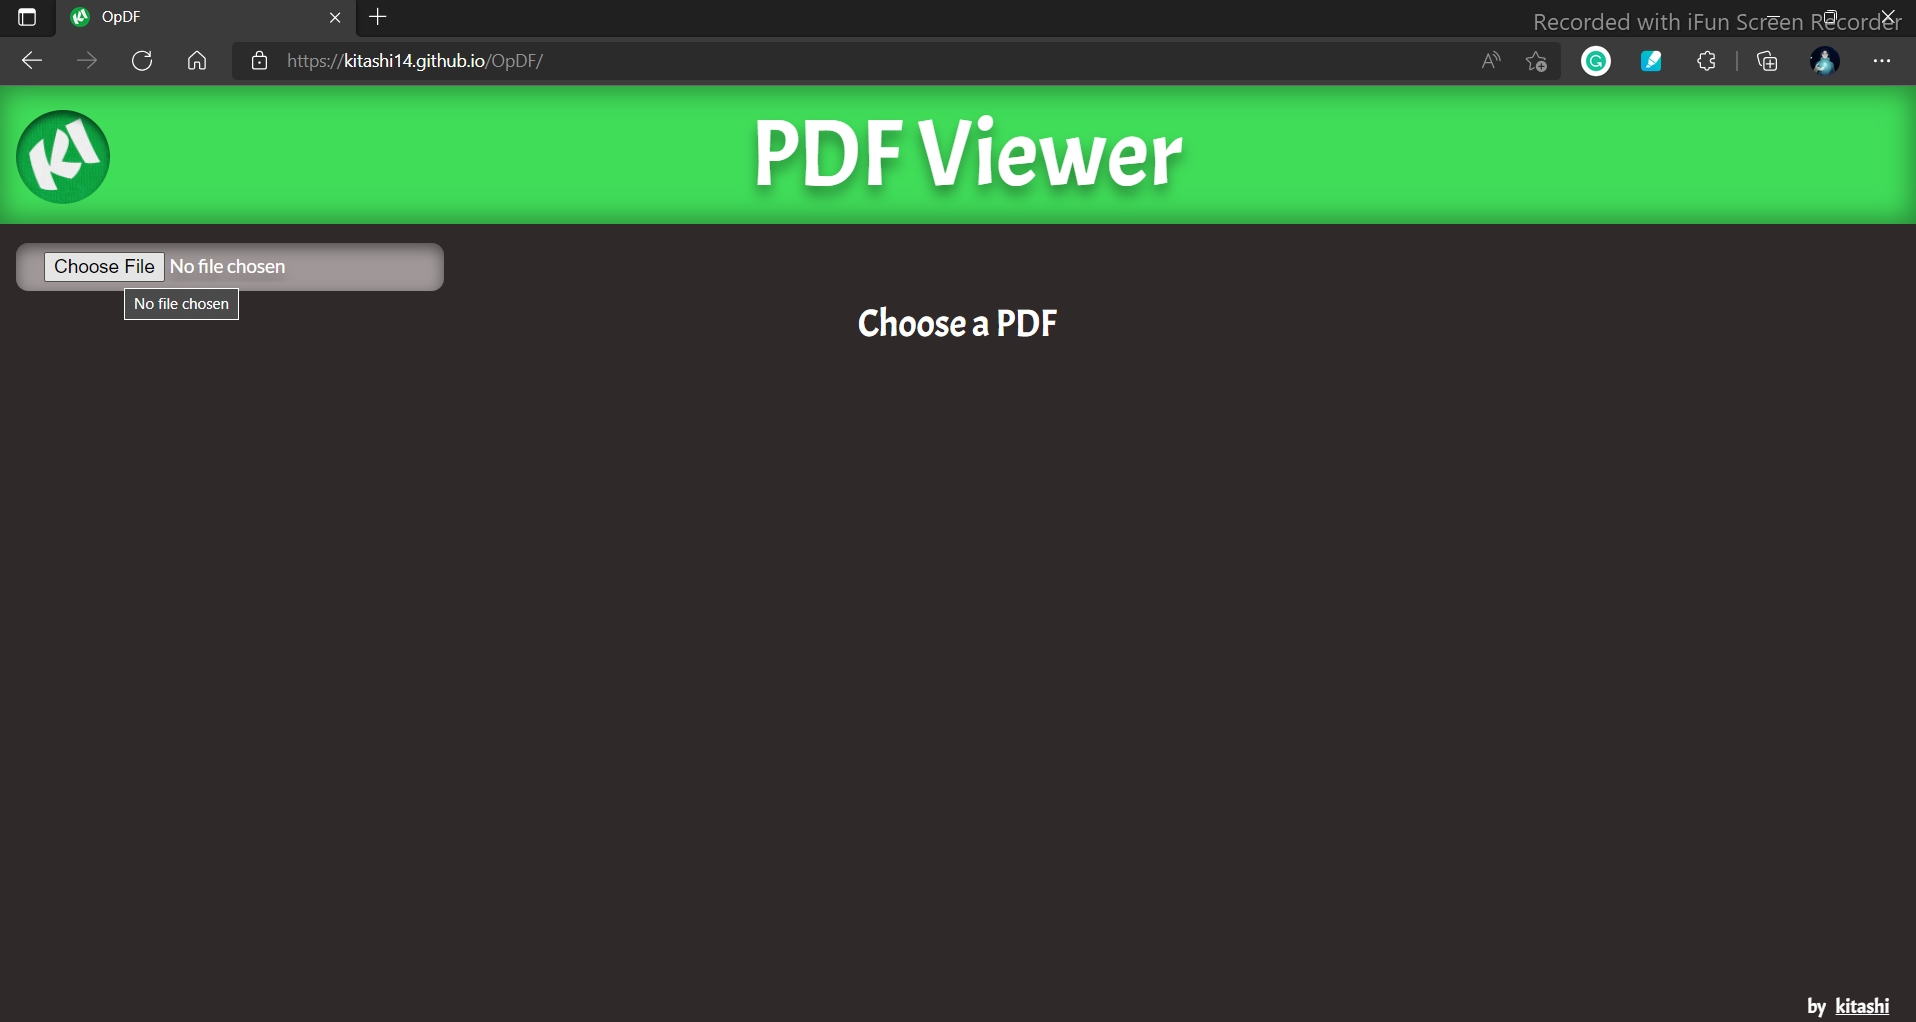 OpDF
Recorded with iFun Screen Recorder
https://kitashi14.github.io/OpDF/
KI
PDF Viewer
Choose File No file chosen
No file chosen
Choose a PDF
by kitashi